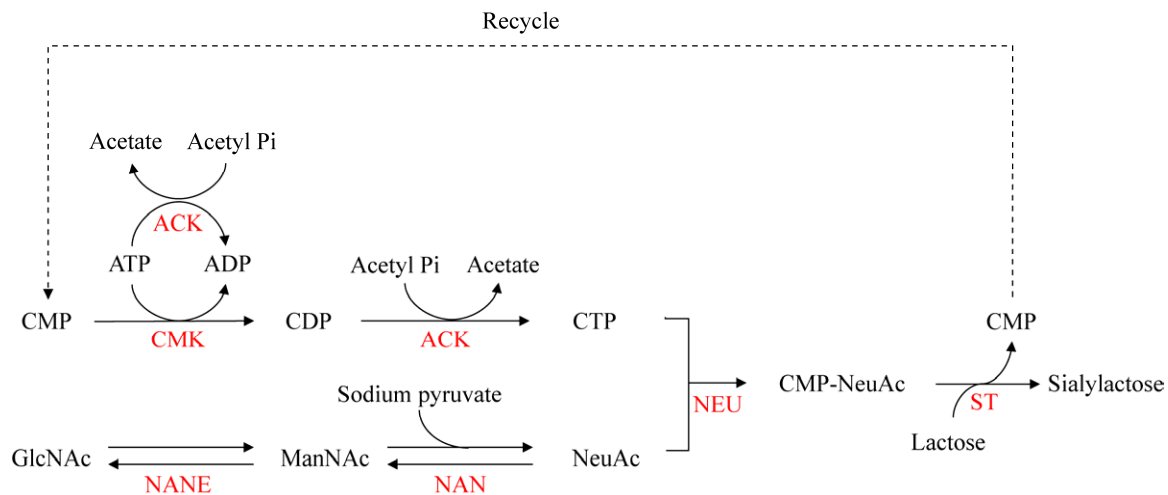 Recycle
Acetate Acetyl Pi
ACK
ATP ADP Acetyl Pi Acetate
CMP CDP CTP CMP
CMK ACK
Sodium pyruvate CMP-NeuAc Sialylactose
NEU ST
Lactose
GlcNAc ManNAc NeuAc
NANE NAN